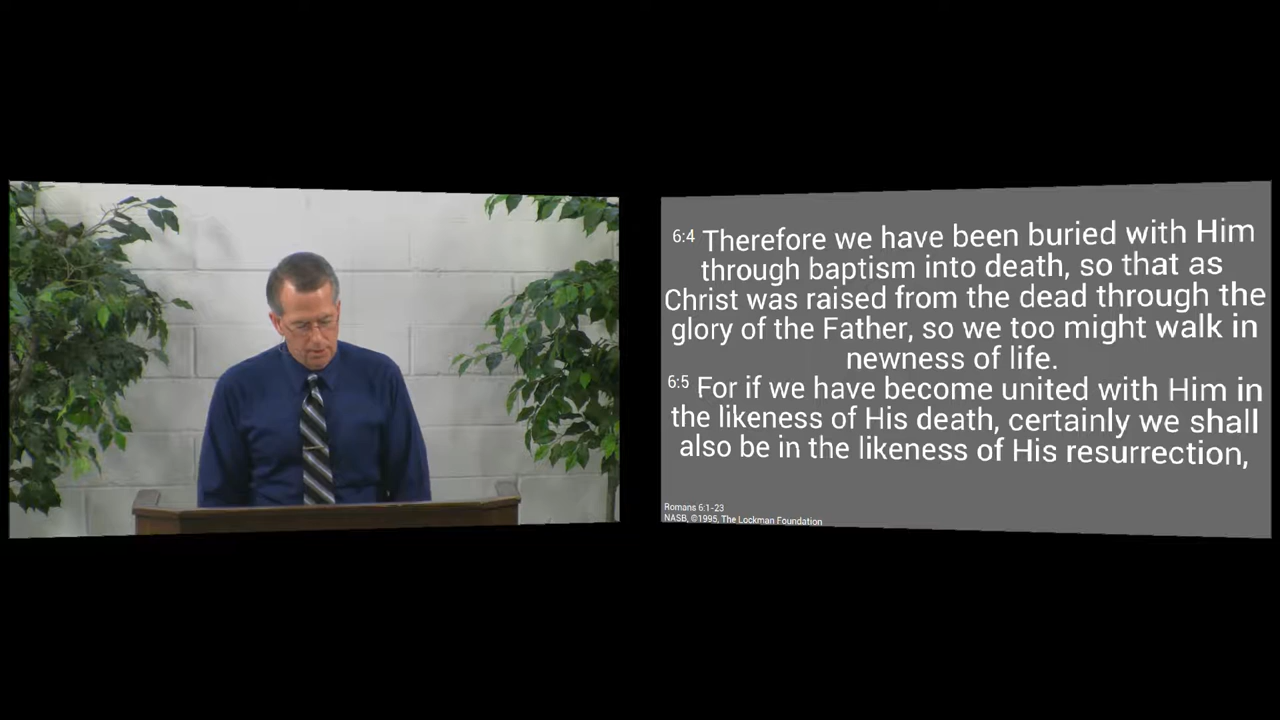 6:4 Therefore we have been buried with Him
through baptism into death, so that as
Christ was raised from the dead through the
glory of the Father, so we too might walk in
newness of life.
6:5 For if we have become united with Him in
the likeness of His death, certainly we shall
also be in the likeness of His resurrection,
Romans 6:1-23
NASB, ©1995, The Lockman Foundation